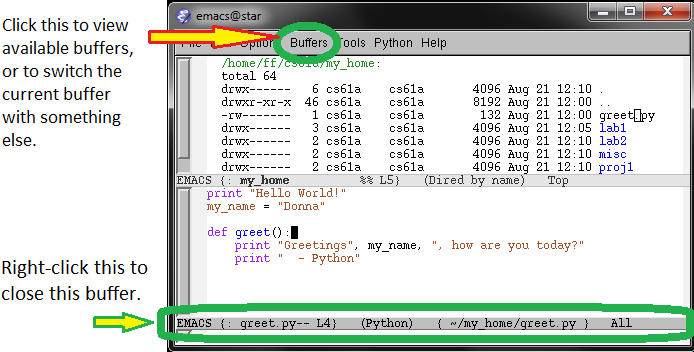 Click this to view
available buffers,
or to switch the
current buffer
with something
else.
Right-click this to
close this buffer.
emacs@star
Buffers Tools Python Help
/home/ff/cs61a/my_home:
total 64
drwx------ 6 cs61a cs61a 4096 Aug 21 12:10 .
drwxr-xr-x 46 cs61a cs61a 8192 Aug 21 12:00 ..
-rw------- 1 cs61a cs61a 132 Aug 21 12:00 greet.py
drwx------ 3 cs61a cs61a 4096 Aug 21 12:05 lab1
drwx------ 2 cs61a cs61a 4096 Aug 21 12:10 lab2
drwx------ 2 cs61a cs61a 4096 Aug 21 12:10 misc
drwx------ 2 cs61a cs61a 4096 Aug 21 12:10 proj1
EMACS {: my_home %% L5} (Dired by name) Top
print "Hello World!"
my_name = "Donna"
def greet():
print "Greetings", my_name, ", how are you today?"
print " - Python"
EMACS {: greet.py-- L4} (Python) { ~/my_home/greet.py } All